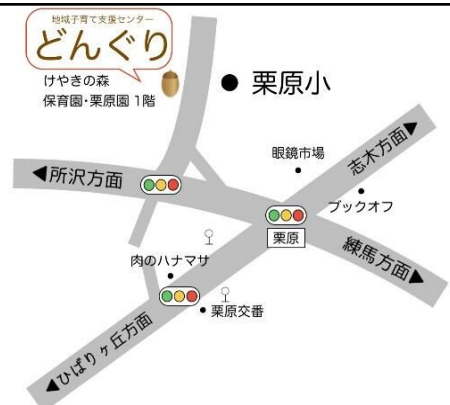 地域子育て支援センター
どんぐり
けやきの森
保育園・栗原園 1階
栗原小
眼鏡市場
志木方面▶
◀所沢方面
ブックオフ
栗原
練馬方面▶
肉のハナマサ
栗原交番
◀ひばりヶ丘方面